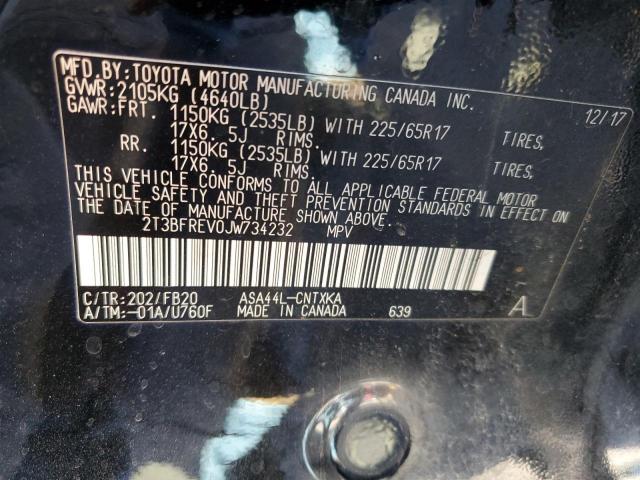 MFD. BY: TOYOTA MOTOR MANUFACTURING CANADA INC.
GVWR: 2105KG (4640LB) 12/17
GAWR: FRT. 1150KG (2535LB) WITH 225/65R17 TIRES,
17X6. 5J RIMS.
RR. 1150KG (2535LB) WITH 225/65R17 TIRES,
17X6. 5J RIMS.
THIS VEHICLE CONFORMS TO ALL APPLICABLE FEDERAL MOTOR
VEHICLE SAFETY AND THEFT PREVENTION STANDARDS IN EFFECT ON
THE DATE OF MANUFACTURE SHOWN ABOVE.
2T3BFREV0JW734232 MPV
C/TR: 202/FB20 ASA44L-CNTXKA
A/TM: -01A/U760F MADE IN CANADA 639 A